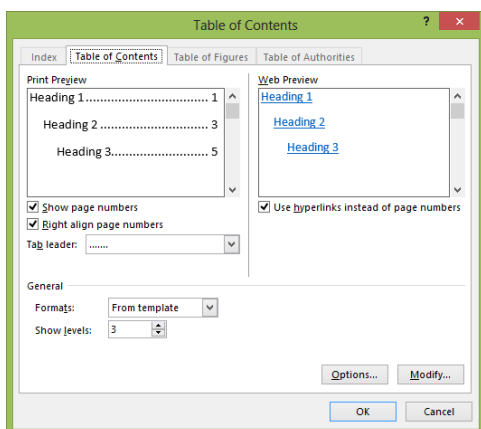 Table of Contents ? ×
Index Table of Contents Table of Figures Table of Authorities
Print Preview
Heading 1................................ 1
Heading 2 ............................ 3
Heading 3......................... 5
Show page numbers
Right align page numbers
Tab leader: .......
Web Preview
Heading 1
Heading 2
Heading 3
Use hyperlinks instead of page numbers
General
Formats: From template
Show levels: 3
Options... Modify...
OK Cancel